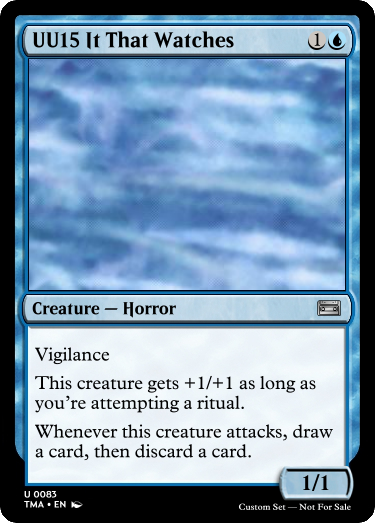 UU15 It That Watches
1
Creature — Horror
Vigilance
This creature gets +1/+1 as long as
you're attempting a ritual.
Whenever this creature attacks, draw
a card, then discard a card.
1/1
U 0083
TMA • EN
Custom Set — Not For Sale